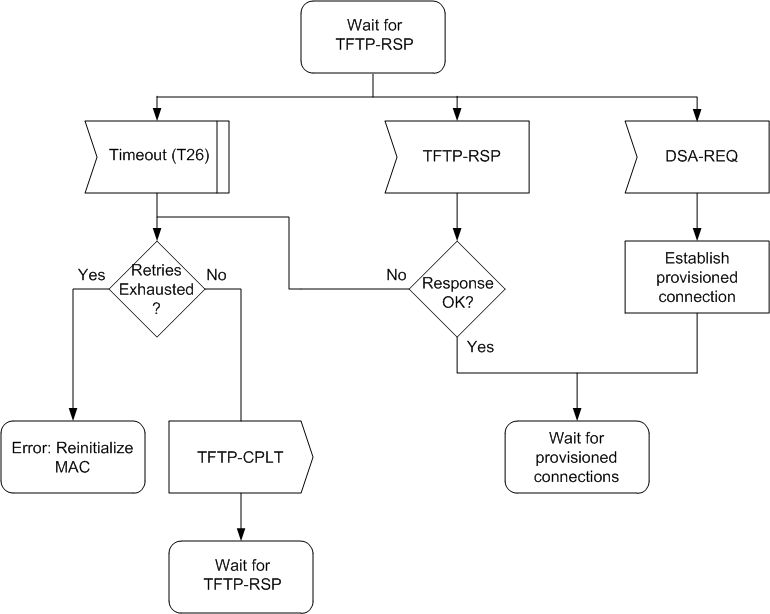 Wait for
TFTP-RSP
Timeout (T26)
TFTP-RSP
DSA-REQ
Yes
Retries
Exhausted
?
No
No
Response
OK?
Yes
Establish
provisioned
connection
Error: Reinitialize
MAC
TFTP-CPLT
Wait for
provisioned
connections
Wait for
TFTP-RSP